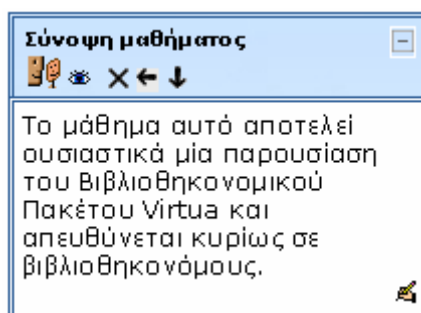 Σύνοψη μαθήματος
Το μάθημα αυτό αποτελεί
ουσιαστικά μία παρουσίαση
του Βιβλιοθηκονομικού
Πακέτου Virtua και
απευθύνεται κυρίως σε
βιβλιοθηκονόμους.